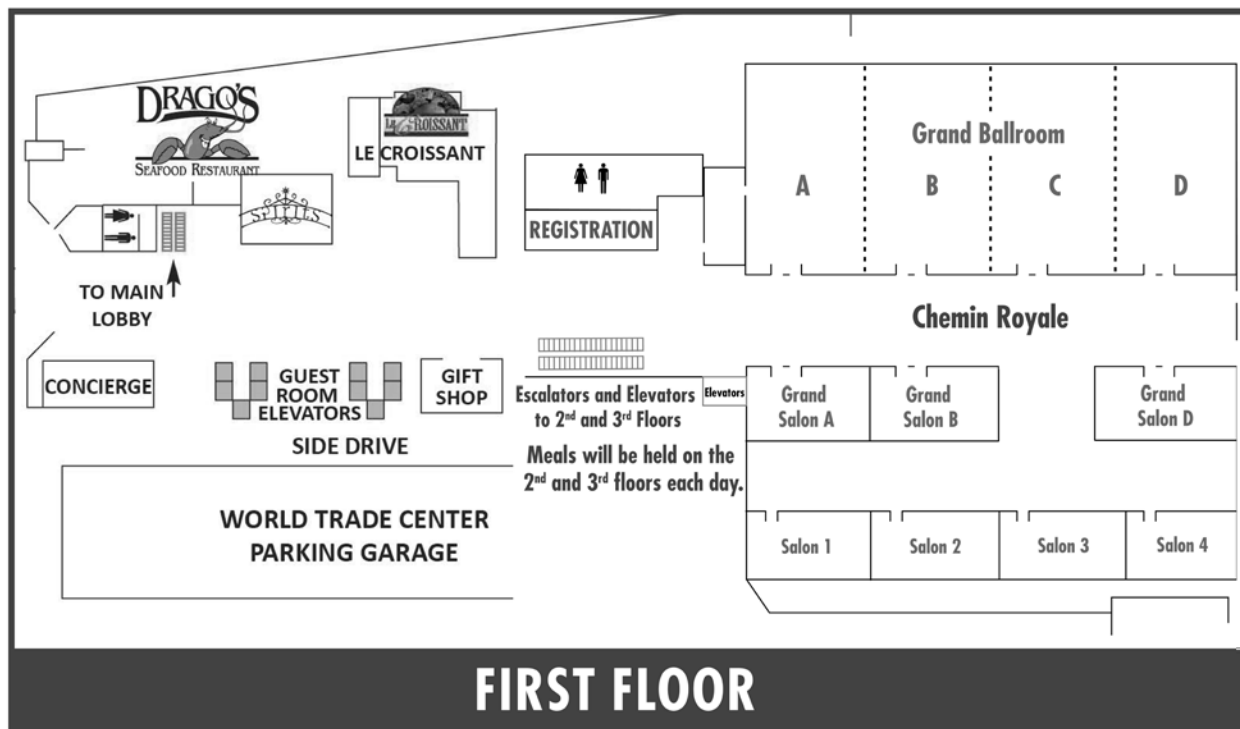 DRAGO'S
SEAFOOD RESTAURANT
LE CROISSANT
LE CROISSANT
SPIRITS
REGISTRATION
Grand Ballroom
A
B
C
D
TO MAIN
LOBBY
Chemin Royale
CONCIERGE
GUEST
ROOM
ELEVATORS
GIFT
SHOP
Escalators and Elevators
to 2nd and 3rd Floors
Elevators
Grand
Salon A
Grand
Salon B
Grand
Salon D
SIDE DRIVE
Meals will be held on the
2nd and 3rd floors each day.
WORLD TRADE CENTER
PARKING GARAGE
Salon 1
Salon 2
Salon 3
Salon 4
FIRST FLOOR